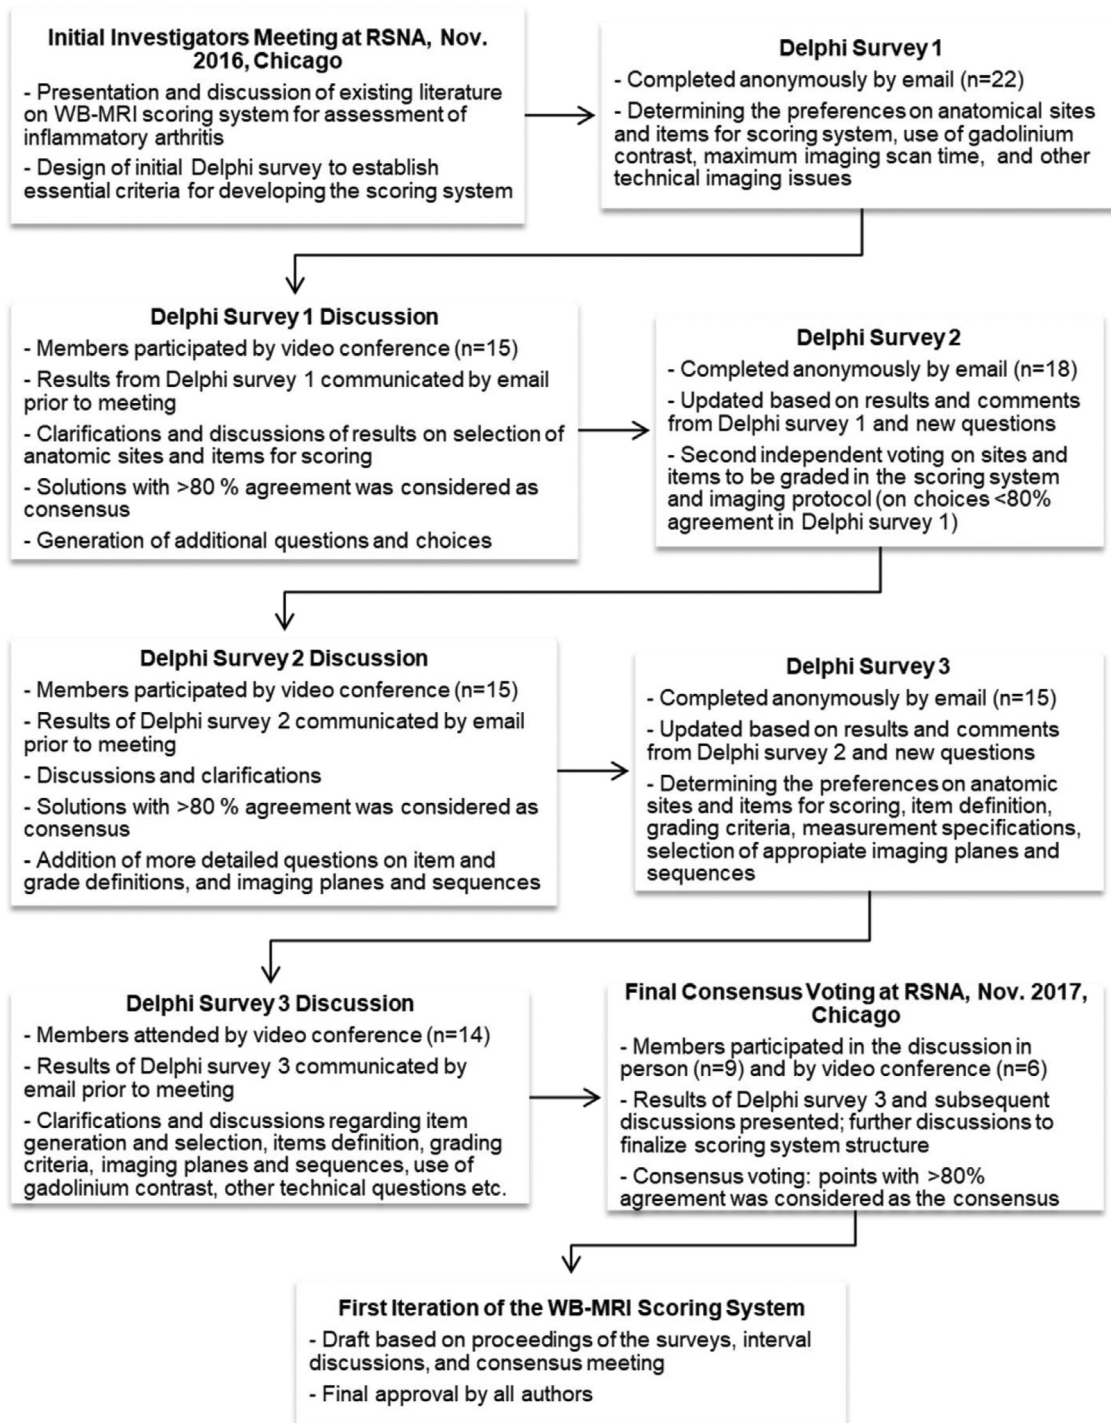 Initial Investigators Meeting at RSNA, Nov.
2016, Chicago
- Presentation and discussion of existing literature
on WB-MRI scoring system for assessment of
inflammatory arthritis
- Design of initial Delphi survey to establish
essential criteria for developing the scoring system
Delphi Survey 1
- Completed anonymously by email (n=22)
- Determining the preferences on anatomical sites
and items for scoring system, use of gadolinium
contrast, maximum imaging scan time, and other
technical imaging issues
Delphi Survey 1 Discussion
- Members participated by video conference (n=15)
- Results from Delphi survey 1 communicated by email
prior to meeting
- Clarifications and discussions of results on selection of
anatomic sites and items for scoring
- Solutions with >80 % agreement was considered as
consensus
- Generation of additional questions and choices
Delphi Survey 2
- Completed anonymously by email (n=18)
- Updated based on results and comments
from Delphi survey 1 and new questions
- Second independent voting on sites and
items to be graded in the scoring system
and imaging protocol (on choices <80%
agreement in Delphi survey 1)
Delphi Survey 2 Discussion
- Members participated by video conference (n=15)
- Results of Delphi survey 2 communicated by email
prior to meeting
- Discussions and clarifications
- Solutions with >80 % agreement was considered as
consensus
- Addition of more detailed questions on item and
grade definitions, and imaging planes and sequences
Delphi Survey 3
- Completed anonymously by email (n=15)
- Updated based on results and comments
from Delphi survey 2 and new questions
- Determining the preferences on anatomic
sites and items for scoring, item definition,
grading criteria, measurement specifications,
selection of appropiate imaging planes and
sequences
Delphi Survey 3 Discussion
- Members attended by video conference (n=14)
- Results of Delphi survey 3 communicated by
email prior to meeting
- Clarifications and discussions regarding item
generation and selection, items definition, grading
criteria, imaging planes and sequences, use of
gadolinium contrast, other technical questions etc.
Final Consensus Voting at RSNA, Nov. 2017,
Chicago
- Members participated in the discussion in
person (n=9) and by video conference (n=6)
- Results of Delphi survey 3 and subsequent
discussions presented; further discussions to
finalize scoring system structure
- Consensus voting: points with >80%
agreement was considered as the consensus
First Iteration of the WB-MRI Scoring System
- Draft based on proceedings of the surveys, interval
discussions, and consensus meeting
- Final approval by all authors